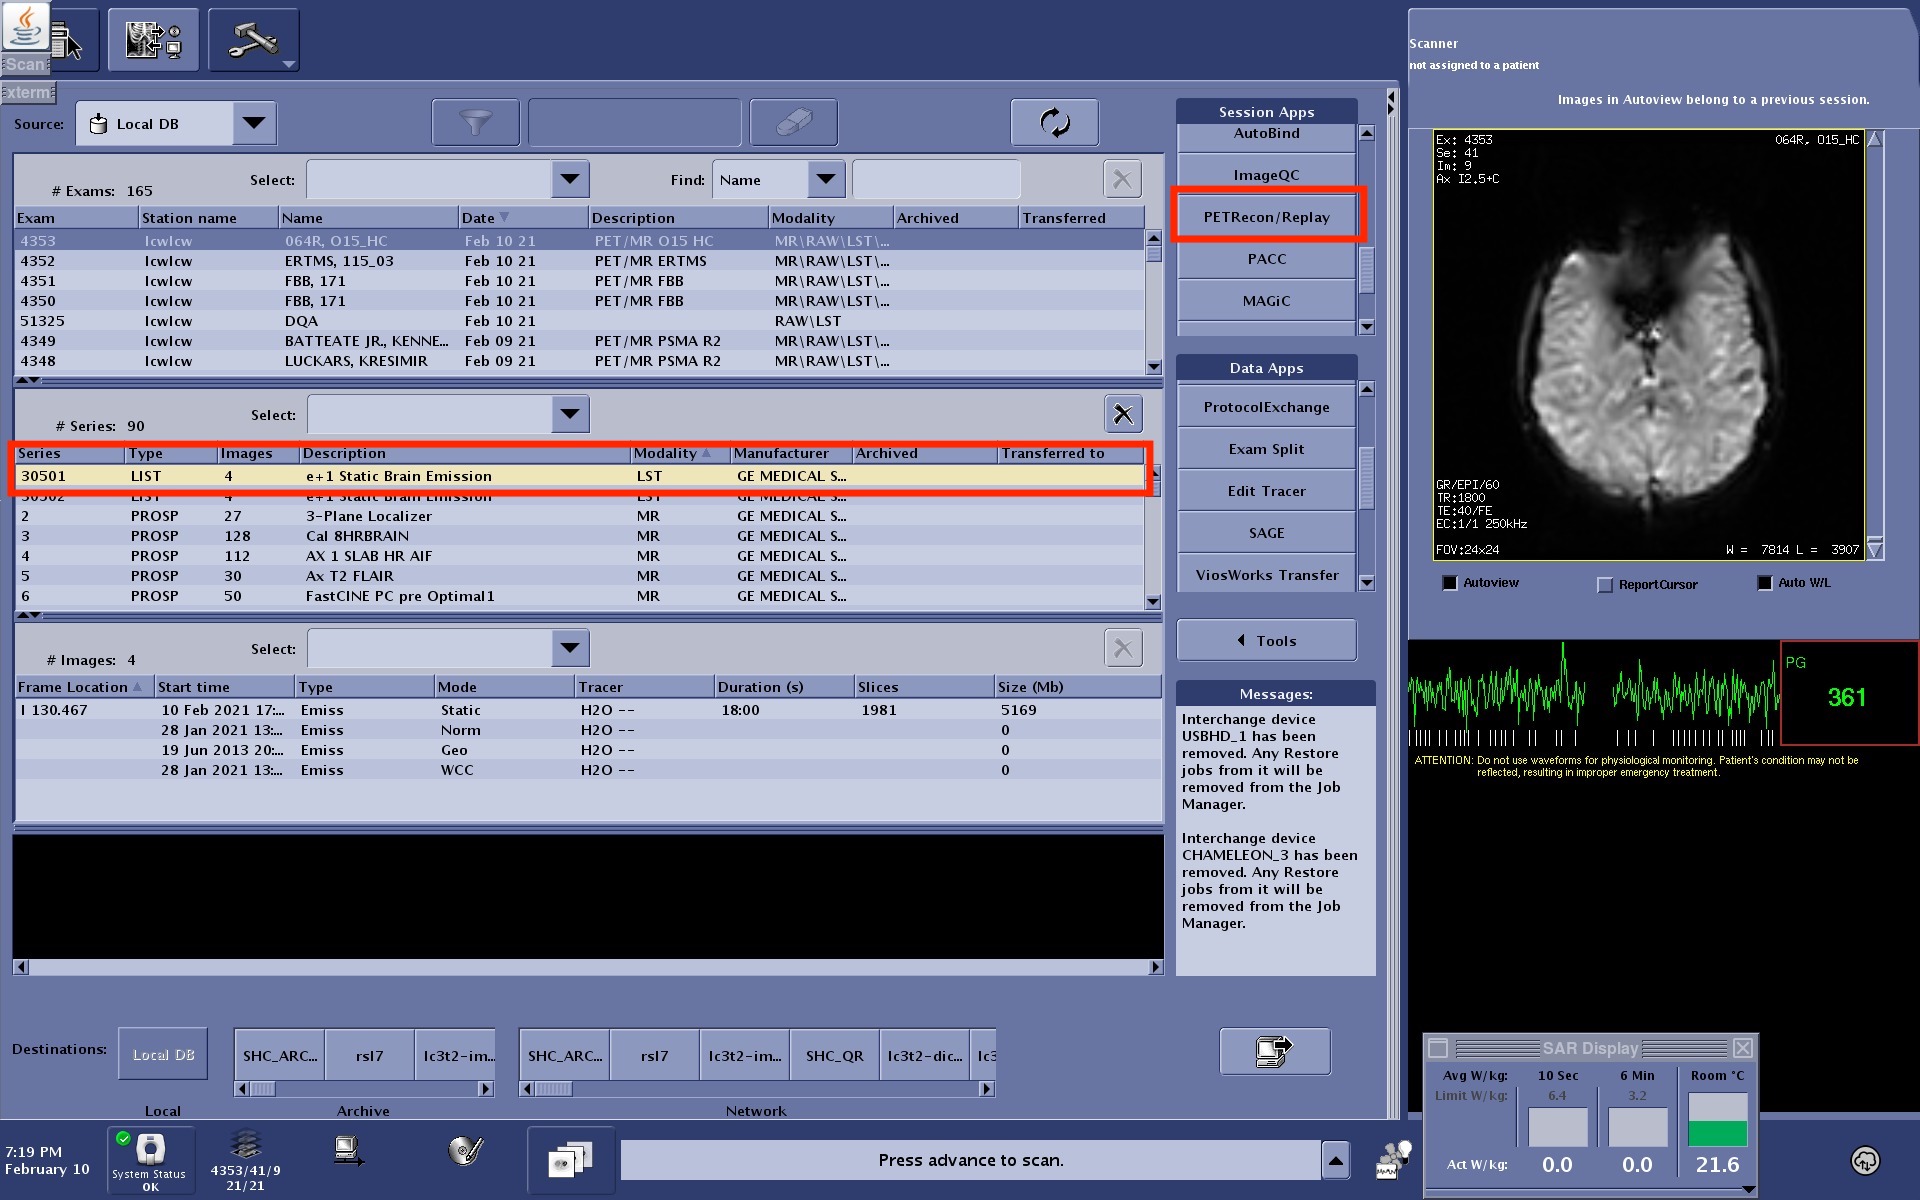 Scan
xterm
Source: Local DB
# Exams: 165 Select: Find: Name
Exam Station name Name Date Description Modality Archived Transferred
4353 lcwlcw 064R, O15_HC Feb 10 21 PET/MR O15 HC MR\RAW\LST\...
4352 lcwlcw ERTMS, 115_03 Feb 10 21 PET/MR ERTMS MR\RAW\LST\...
4351 lcwlcw FBB, 171 Feb 10 21 PET/MR FBB MR\RAW\LST\...
4350 lcwlcw FBB, 171 Feb 10 21 PET/MR FBB MR\RAW\LST\...
51325 lcwlcw DQA Feb 10 21 RAW\LST
4349 lcwlcw BATTEATE JR., KENNE... Feb 09 21 PET/MR PSMA R2 MR\RAW\LST\...
4348 lcwlcw LUCKARS, KRESIMIR Feb 09 21 PET/MR PSMA R2 MR\RAW\LST\...
# Series: 90 Select:
Series Type Images Description Modality Manufacturer Archived Transferred to
30501 LIST 4 e+1 Static Brain Emission LST GE MEDICAL S...
30502 LIST 4 e+1 Static Brain Emission LST GE MEDICAL S...
2 PROSP 27 3-Plane Localizer MR GE MEDICAL S...
3 PROSP 128 Cal 8HRBRAIN MR GE MEDICAL S...
4 PROSP 112 AX 1 SLAB HR AIF MR GE MEDICAL S...
5 PROSP 30 Ax T2 FLAIR MR GE MEDICAL S...
6 PROSP 50 FastCINE PC pre Optimal1 MR GE MEDICAL S...
# Images: 4 Select:
Frame Location Start time Type Mode Tracer Duration (s) Slices Size (Mb)
I 130.467 10 Feb 2021 17:... Emiss Static H2O -- 18:00 1981 5169
28 Jan 2021 13:... Emiss Norm H2O -- 0
19 Jun 2013 20:... Emiss Geo H2O -- 0
28 Jan 2021 13:... Emiss WCC H2O -- 0
Session Apps
AutoBind
ImageQC
PETRecon/Replay
PACC
MAGiC
Data Apps
ProtocolExchange
Exam Split
Edit Tracer
SAGE
ViosWorks Transfer
Tools
Messages:
Interchange device
USBHD_1 has been
removed. Any Restore
jobs from it will be
removed from the Job
Manager.
Interchange device
CHAMELEON_3 has been
removed. Any Restore
jobs from it will be
removed from the Job
Manager.
Destinations: Local DB SHC_ARC... rsl7 lc3t2-im... SHC_ARC... rsl7 lc3t2-im... SHC_QR lc3t2-dic... lc3
Local Archive Network
7:19 PM
February 10
System Status
OK
4353/41/9
21/21
Press advance to scan.
Scanner
not assigned to a patient
Images in Autoview belong to a previous session.
Ex: 4353 064R, O15_HC
Se: 41
Im: 9
Ax I2.5+C
GR/EPI/60
TR:1800
TE:40/FE
EC:1/1 250kHz
FOV:24x24 W = 7814 L = 3907
Autoview ReportCursor Auto W/L
PG
361
ATTENTION: Do not use waveforms for physiological monitoring. Patient's condition may not be
reflected, resulting in improper emergency treatment.
SAR Display
Avg W/kg: 10 Sec 6 Min Room °C
Limit W/kg: 6.4 3.2
Act W/kg: 0.0 0.0 21.6